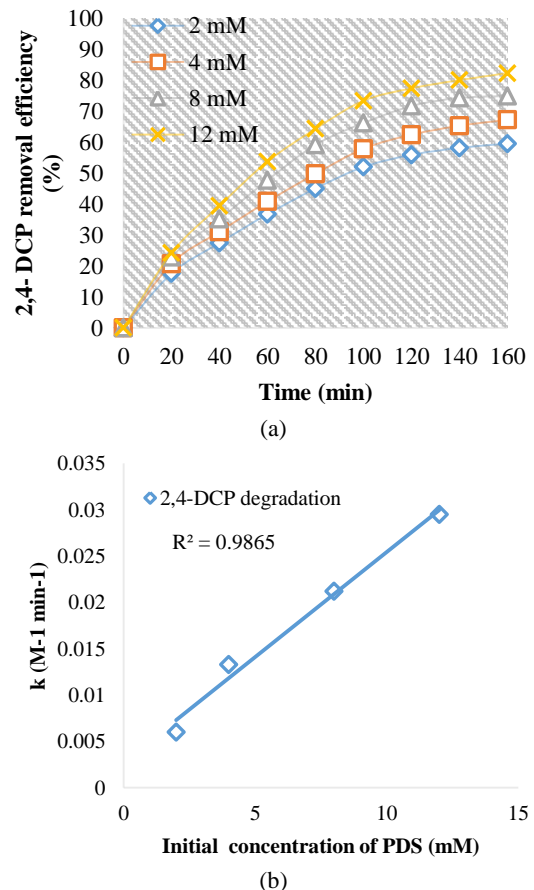 2,4- DCP removal efficiency
(%)
100
90
80
70
60
50
40
30
20
10
0
2 mM
4 mM
8 mM
12 mM
0 20 40 60 80 100 120 140 160
Time (min)
(a)
k (M-1 min-1)
0.035
0.03
0.025
0.02
0.015
0.01
0.005
0
2,4-DCP degradation
R² = 0.9865
0 5 10 15
Initial concentration of PDS (mM)
(b)